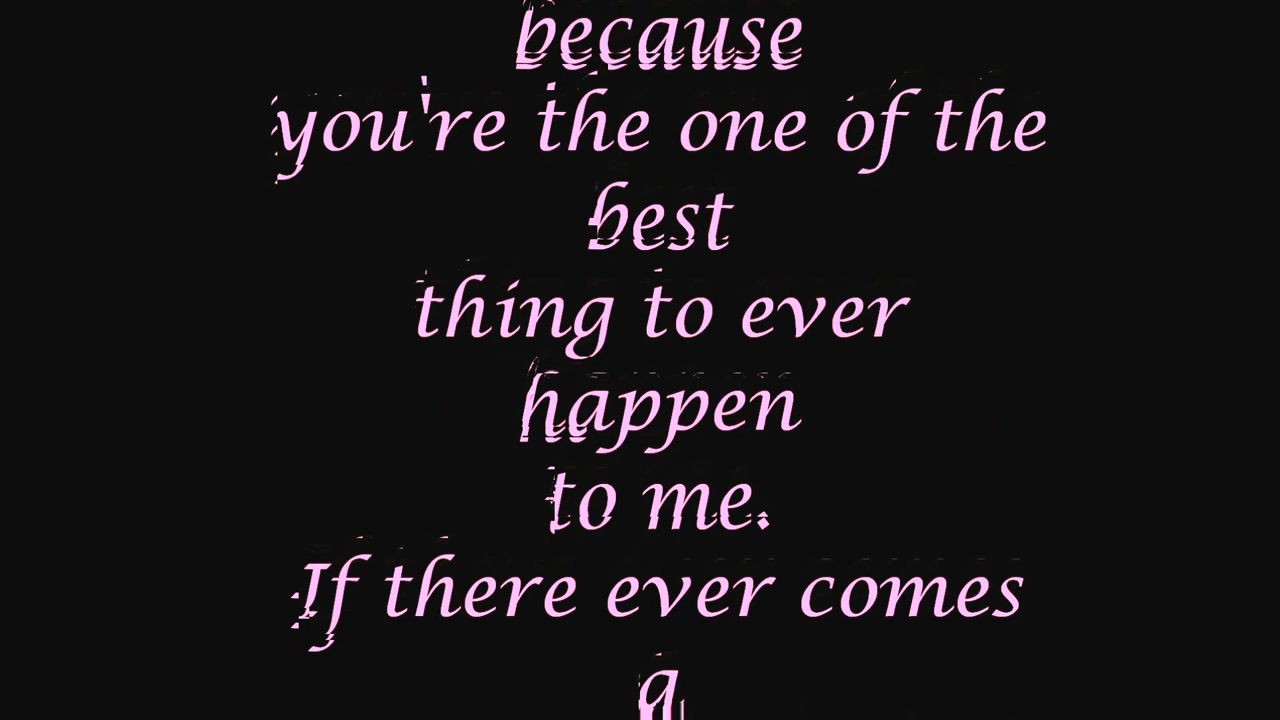 because
you're the one of the
best
thing to ever
happen
to me.
If there ever comes
a